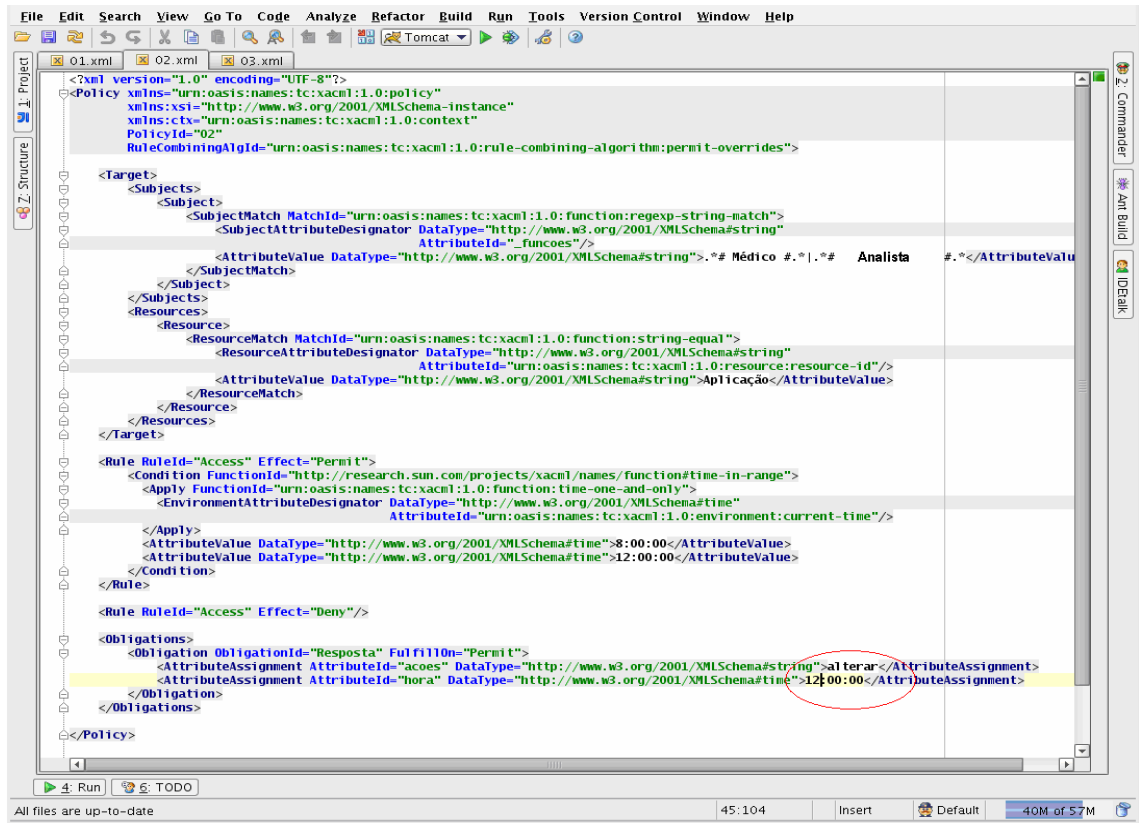 File Edit Search View Go To Code Analyze Refactor Build Run Tools Version Control Window Help
Tomcat
01.xml 02.xml 03.xml
1: Project
Z: Structure
2: Commander
Ant Build
IDEtalk
<?xml version="1.0" encoding="UTF-8"?>
<Policy xmlns="urn:oasis:names:tc:xacml:1.0:policy"
xmlns:xsi="http://www.w3.org/2001/XMLSchema-instance"
xmlns:ctx="urn:oasis:names:tc:xacml:1.0:context"
PolicyId="02"
RuleCombiningAlgId="urn:oasis:names:tc:xacml:1.0:rule-combining-algorithm:permit-overrides">
<Target>
<Subjects>
<Subject>
<SubjectMatch MatchId="urn:oasis:names:tc:xacml:1.0:function:regexp-string-match">
<SubjectAttributeDesignator DataType="http://www.w3.org/2001/XMLSchema#string"
AttributeId="_funcoes"/>
<AttributeValue DataType="http://www.w3.org/2001/XMLSchema#string">.*# Médico #.*|.*# Analista #.*</AttributeValu
</SubjectMatch>
</Subject>
</Subjects>
<Resources>
<Resource>
<ResourceMatch MatchId="urn:oasis:names:tc:xacml:1.0:function:string-equal">
<ResourceAttributeDesignator DataType="http://www.w3.org/2001/XMLSchema#string"
AttributeId="urn:oasis:names:tc:xacml:1.0:resource:resource-id"/>
<AttributeValue DataType="http://www.w3.org/2001/XMLSchema#string">Aplicação</AttributeValue>
</ResourceMatch>
</Resource>
</Resources>
</Target>
<Rule RuleId="Access" Effect="Permit">
<Condition FunctionId="http://research.sun.com/projects/xacml/names/function#time-in-range">
<Apply FunctionId="urn:oasis:names:tc:xacml:1.0:function:time-one-and-only">
<EnvironmentAttributeDesignator DataType="http://www.w3.org/2001/XMLSchema#time"
AttributeId="urn:oasis:names:tc:xacml:1.0:environment:current-time"/>
</Apply>
<AttributeValue DataType="http://www.w3.org/2001/XMLSchema#time">8:00:00</AttributeValue>
<AttributeValue DataType="http://www.w3.org/2001/XMLSchema#time">12:00:00</AttributeValue>
</Condition>
</Rule>
<Rule RuleId="Access" Effect="Deny"/>
<Obligations>
<Obligation ObligationId="Resposta" FulfillOn="Permit">
<AttributeAssignment AttributeId="acoes" DataType="http://www.w3.org/2001/XMLSchema#string">alterar</AttributeAssignment>
<AttributeAssignment AttributeId="hora" DataType="http://www.w3.org/2001/XMLSchema#time">12:00:00</AttributeAssignment>
</Obligation>
</Obligations>
</Policy>
4: Run 6: TODO
All files are up-to-date 45:104 Insert Default 40M of 57M